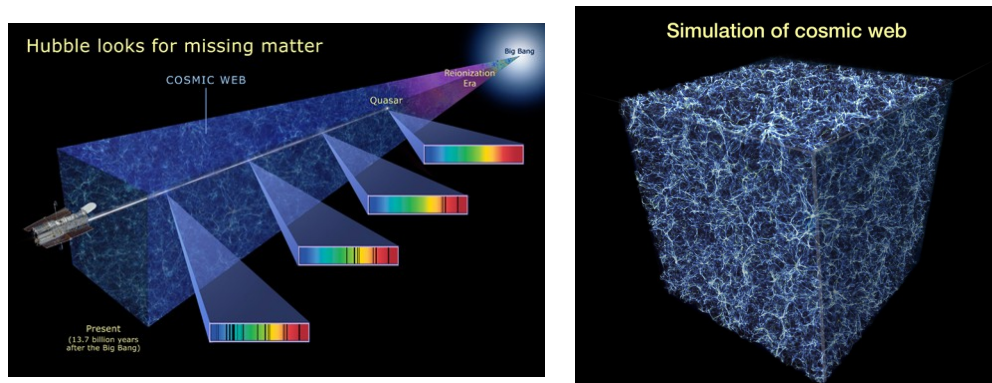 Hubble looks for missing matter
Big Bang
COSMIC WEB
Reionization
Era
Quasar
Present
(13.7 billion years
after the Big Bang)
Simulation of cosmic web